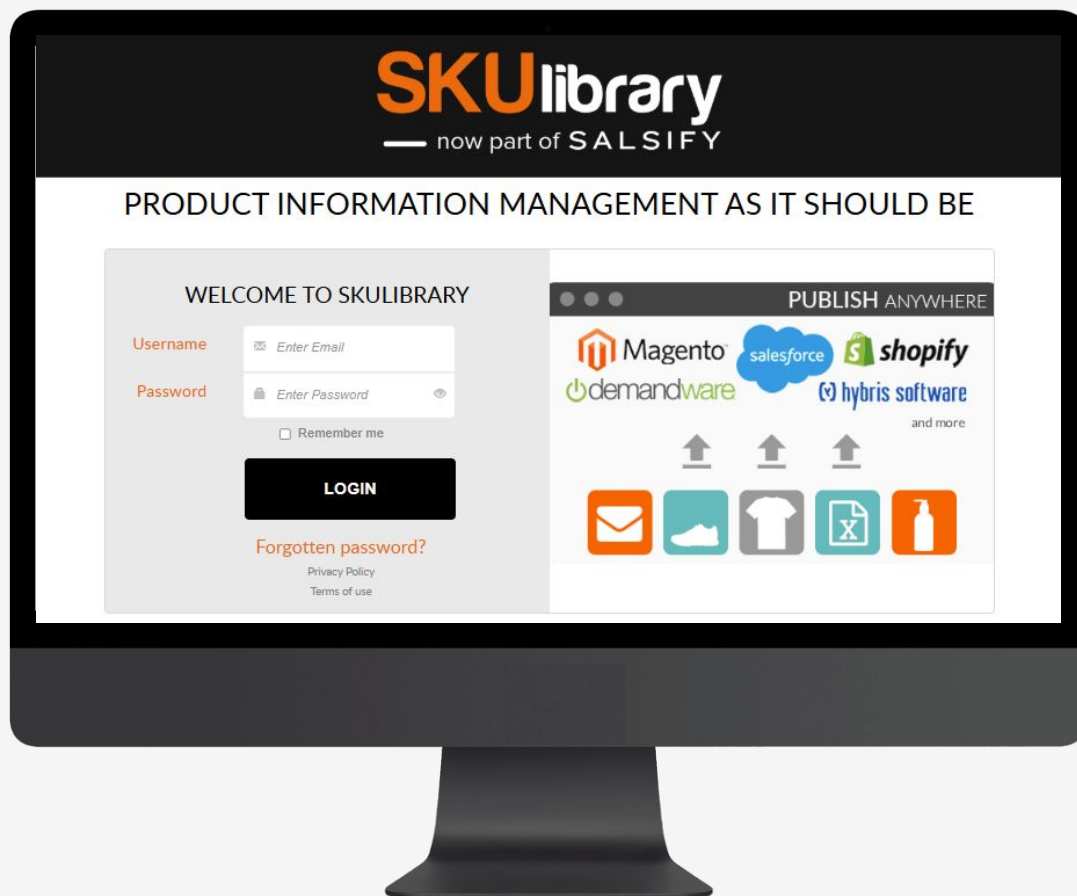 SKUlibrary
now part of SALSIFY
PRODUCT INFORMATION MANAGEMENT AS IT SHOULD BE
WELCOME TO SKULIBRARY
Username
Enter Email
Password
Enter Password
Remember me
LOGIN
Forgotten password?
Privacy Policy
Terms of use
PUBLISH ANYWHERE
Magento
salesforce
shopify
demandware
hybris software
and more
X